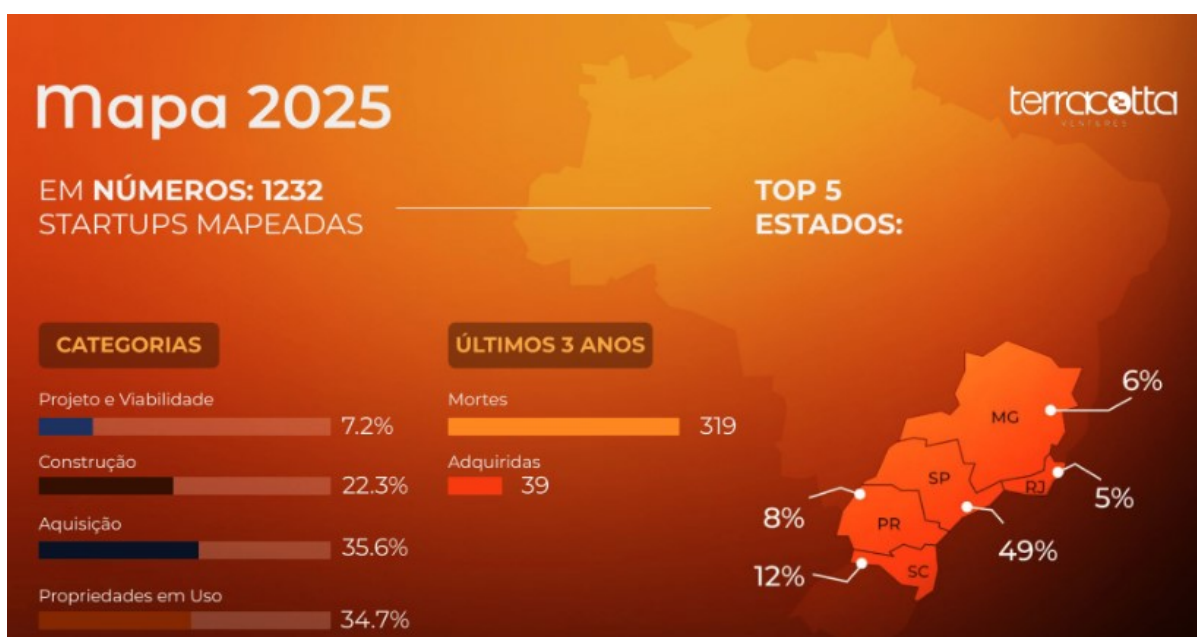 Mapa 2025
terracotta
VENTURES
EM NÚMEROS: 1232
STARTUPS MAPEADAS
TOP 5
ESTADOS:
CATEGORIAS
Projeto e Viabilidade
7.2%
Construção
22.3%
Aquisição
35.6%
Propriedades em Uso
34.7%
ÚLTIMOS 3 ANOS
Mortes
319
Adquiridas
39
6%
MG
SP
RJ
5%
8%
PR
49%
12%
SC